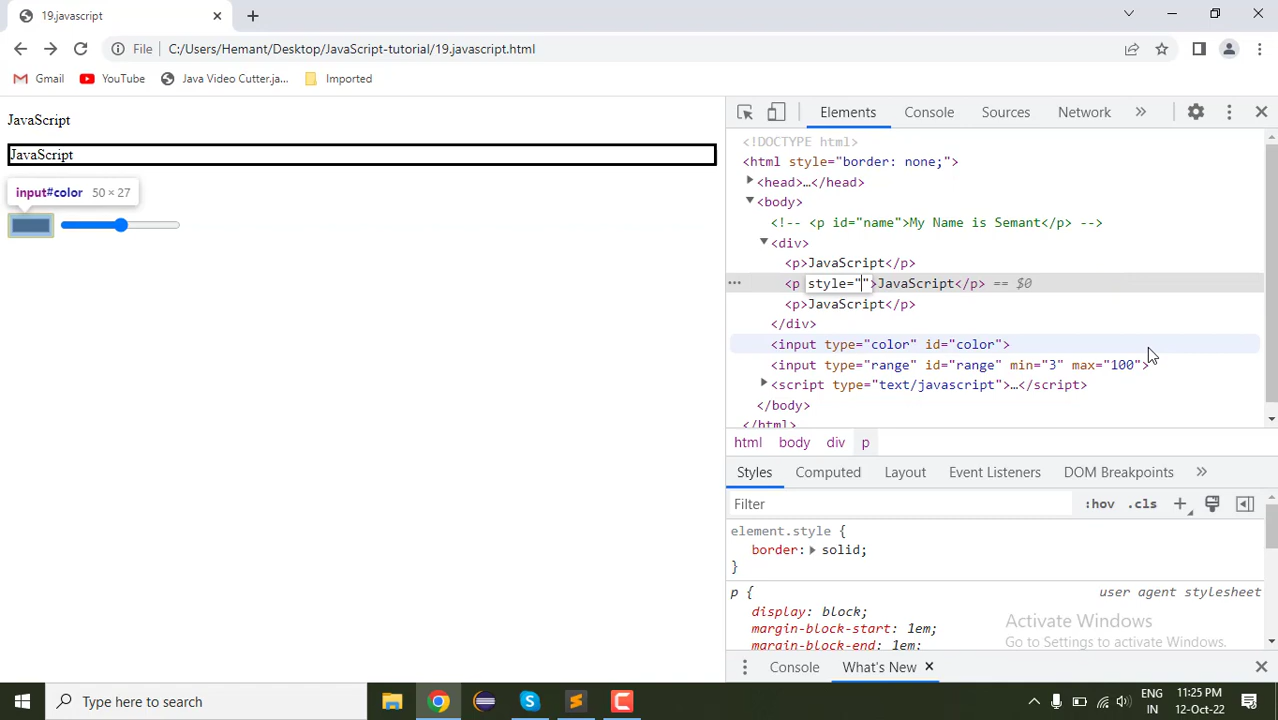 19.javascript
File C:/Users/Hemant/Desktop/JavaScript-tutorial/19.javascript.html
Gmail YouTube Java Video Cutter.ja... Imported
JavaScript
JavaScript
input#color 50 × 27
Elements Console Sources Network »
<!DOCTYPE html>
<html style="border: none;">
<head>…</head>
<body>
<!-- <p id="name">My Name is Semant</p> -->
<div>
<p>JavaScript</p>
<p style="">JavaScript</p> == $0
<p>JavaScript</p>
</div>
<input type="color" id="color">
<input type="range" id="range" min="3" max="100">
<script type="text/javascript">…</script>
</body>
</html>
html body div p
Styles Computed Layout Event Listeners DOM Breakpoints »
Filter :hov .cls
element.style {
border: solid;
}
p { user agent stylesheet
display: block;
margin-block-start: 1em;
margin-block-end: 1em;
Activate Windows
Go to Settings to activate Windows.
Console What's New
Type here to search
ENG
IN
11:25 PM
12-Oct-22